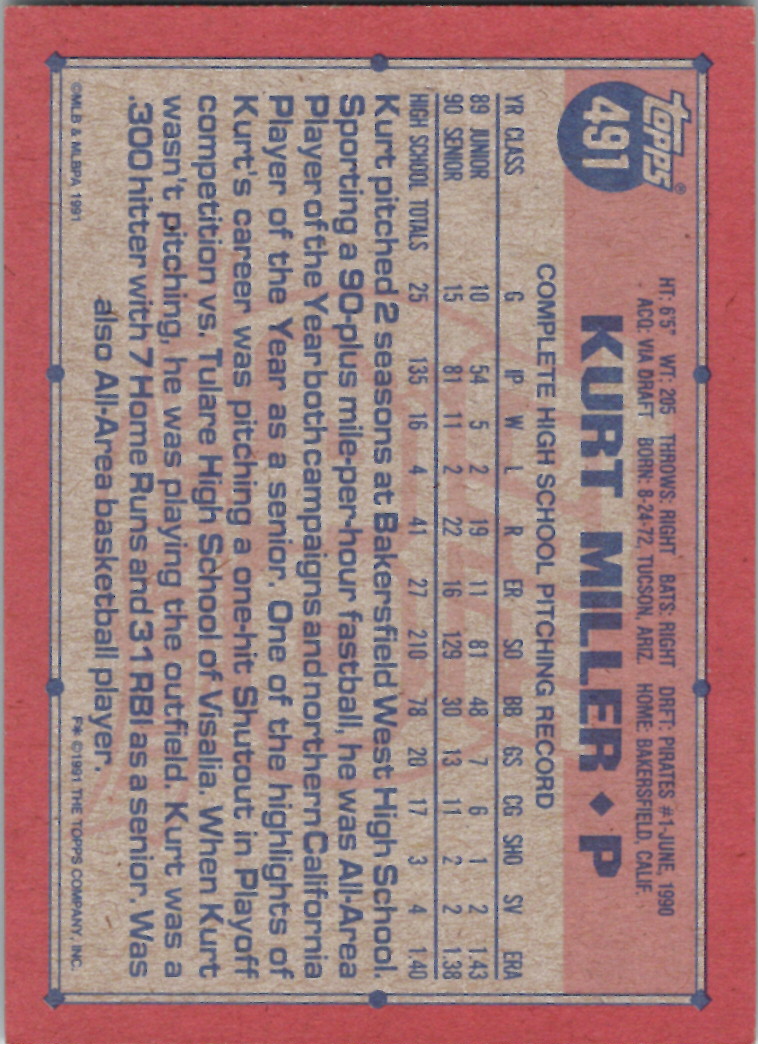 topps®
491
HT: 6'5" WT: 205 THROWS: RIGHT BATS: RIGHT DRFT: PIRATES #1-JUNE, 1990
ACQ: VIA DRAFT BORN: 8-24-72, TUCSON, ARIZ. HOME: BAKERSFIELD, CALIF.
KURT MILLER ♦ P
COMPLETE HIGH SCHOOL PITCHING RECORD
YR CLASS G IP W L R ER SO BB GS CG SHO SV ERA
89 JUNIOR 10 54 5 2 19 11 81 48 7 6 1 2 1.43
90 SENIOR 15 81 11 2 22 16 129 30 13 11 2 2 1.38
HIGH SCHOOL TOTALS 25 135 16 4 41 27 210 78 20 17 3 4 1.40
Kurt pitched 2 seasons at Bakersfield West High School.
Sporting a 90-plus mile-per-hour fastball, he was All-Area
Player of the Year both campaigns and northern California
Player of the Year as a senior. One of the highlights of
Kurt's career was pitching a one-hit Shutout in Playoff
competition vs. Tulare High School of Visalia. When Kurt
wasn't pitching, he was playing the outfield. Kurt was a
.300 hitter with 7 Home Runs and 31 RBI as a senior. Was
also All-Area basketball player.
©MLB & MLBPA 1991
P* ©1991 THE TOPPS COMPANY, INC.